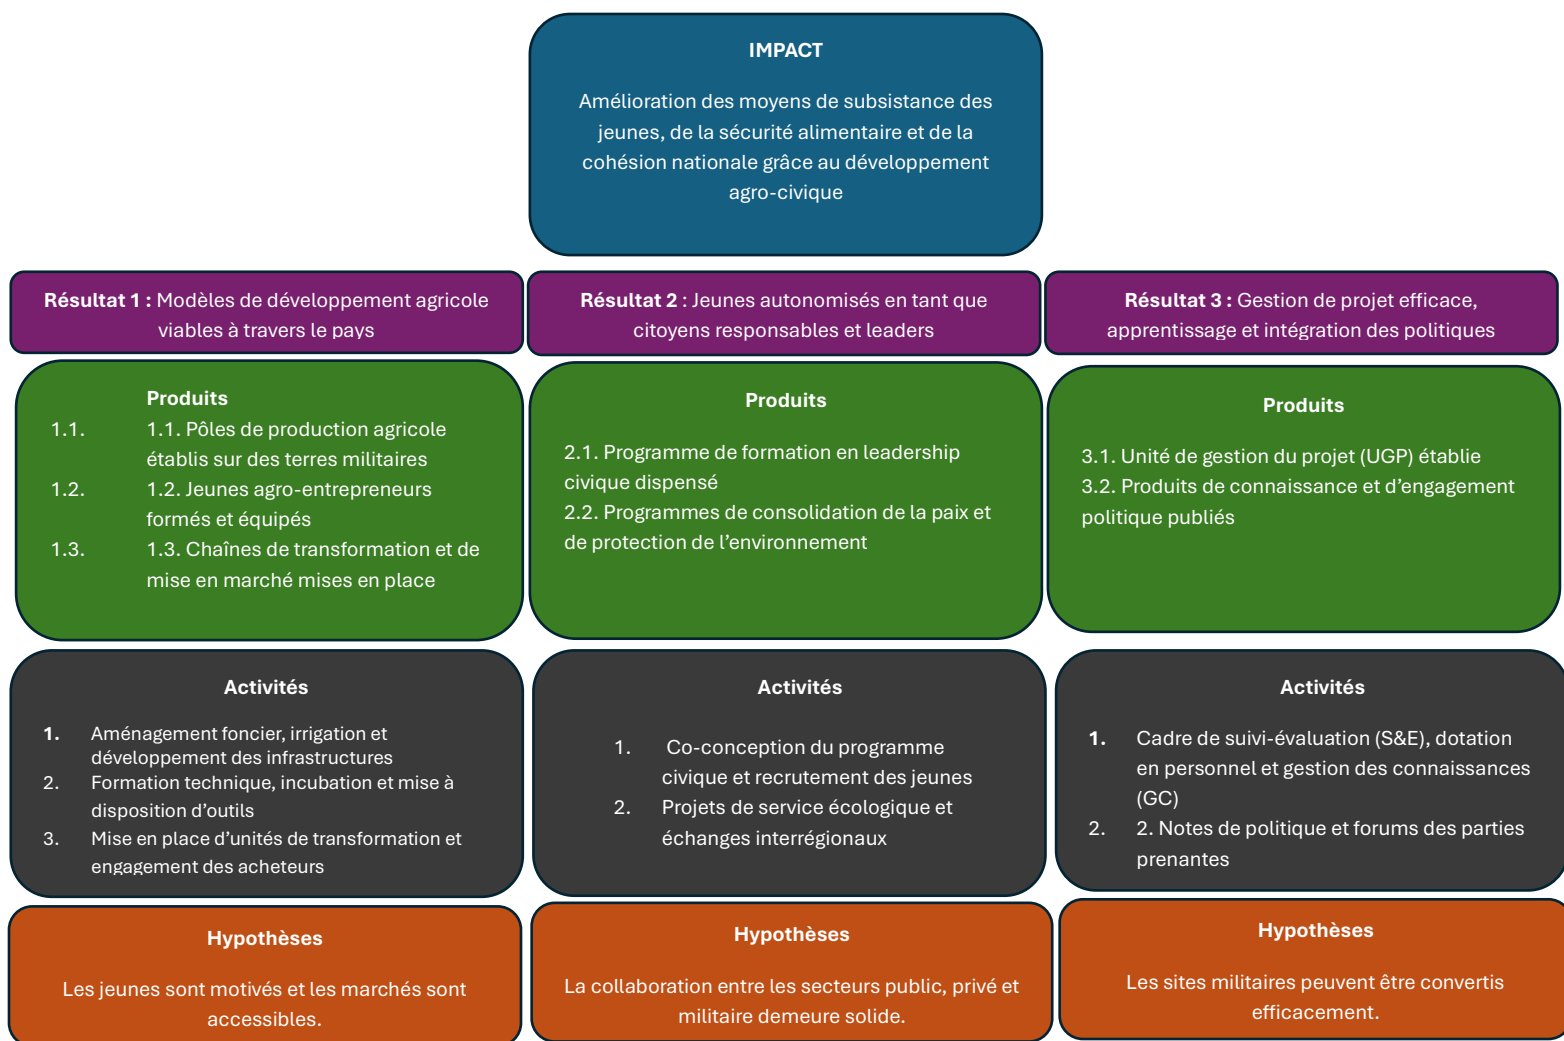 IMPACT
Amélioration des moyens de subsistance des
jeunes, de la sécurité alimentaire et de la
cohésion nationale grâce au développement
agro-civique
Résultat 1 : Modèles de développement agricole
viables à travers le pays
Résultat 2 : Jeunes autonomisés en tant que
citoyens responsables et leaders
Résultat 3 : Gestion de projet efficace,
apprentissage et intégration des politiques
Produits
1.1. 1.1. Pôles de production agricole
établis sur des terres militaires
1.2. 1.2. Jeunes agro-entrepreneurs
formés et équipés
1.3. 1.3. Chaînes de transformation et de
mise en marché mises en place
Produits
2.1. Programme de formation en leadership
civique dispensé
2.2. Programmes de consolidation de la paix et
de protection de l’environnement
Produits
3.1. Unité de gestion du projet (UGP) établie
3.2. Produits de connaissance et d’engagement
politique publiés
Activités
1. Aménagement foncier, irrigation et
développement des infrastructures
2. Formation technique, incubation et mise à
disposition d’outils
3. Mise en place d’unités de transformation et
engagement des acheteurs
Activités
1. Co-conception du programme
civique et recrutement des jeunes
2. Projets de service écologique et
échanges interrégionaux
Activités
1. Cadre de suivi-évaluation (S&E), dotation
en personnel et gestion des connaissances
(GC)
2. 2. Notes de politique et forums des parties
prenantes
Hypothèses
Les jeunes sont motivés et les marchés sont
accessibles.
Hypothèses
La collaboration entre les secteurs public, privé et
militaire demeure solide.
Hypothèses
Les sites militaires peuvent être convertis
efficacement.